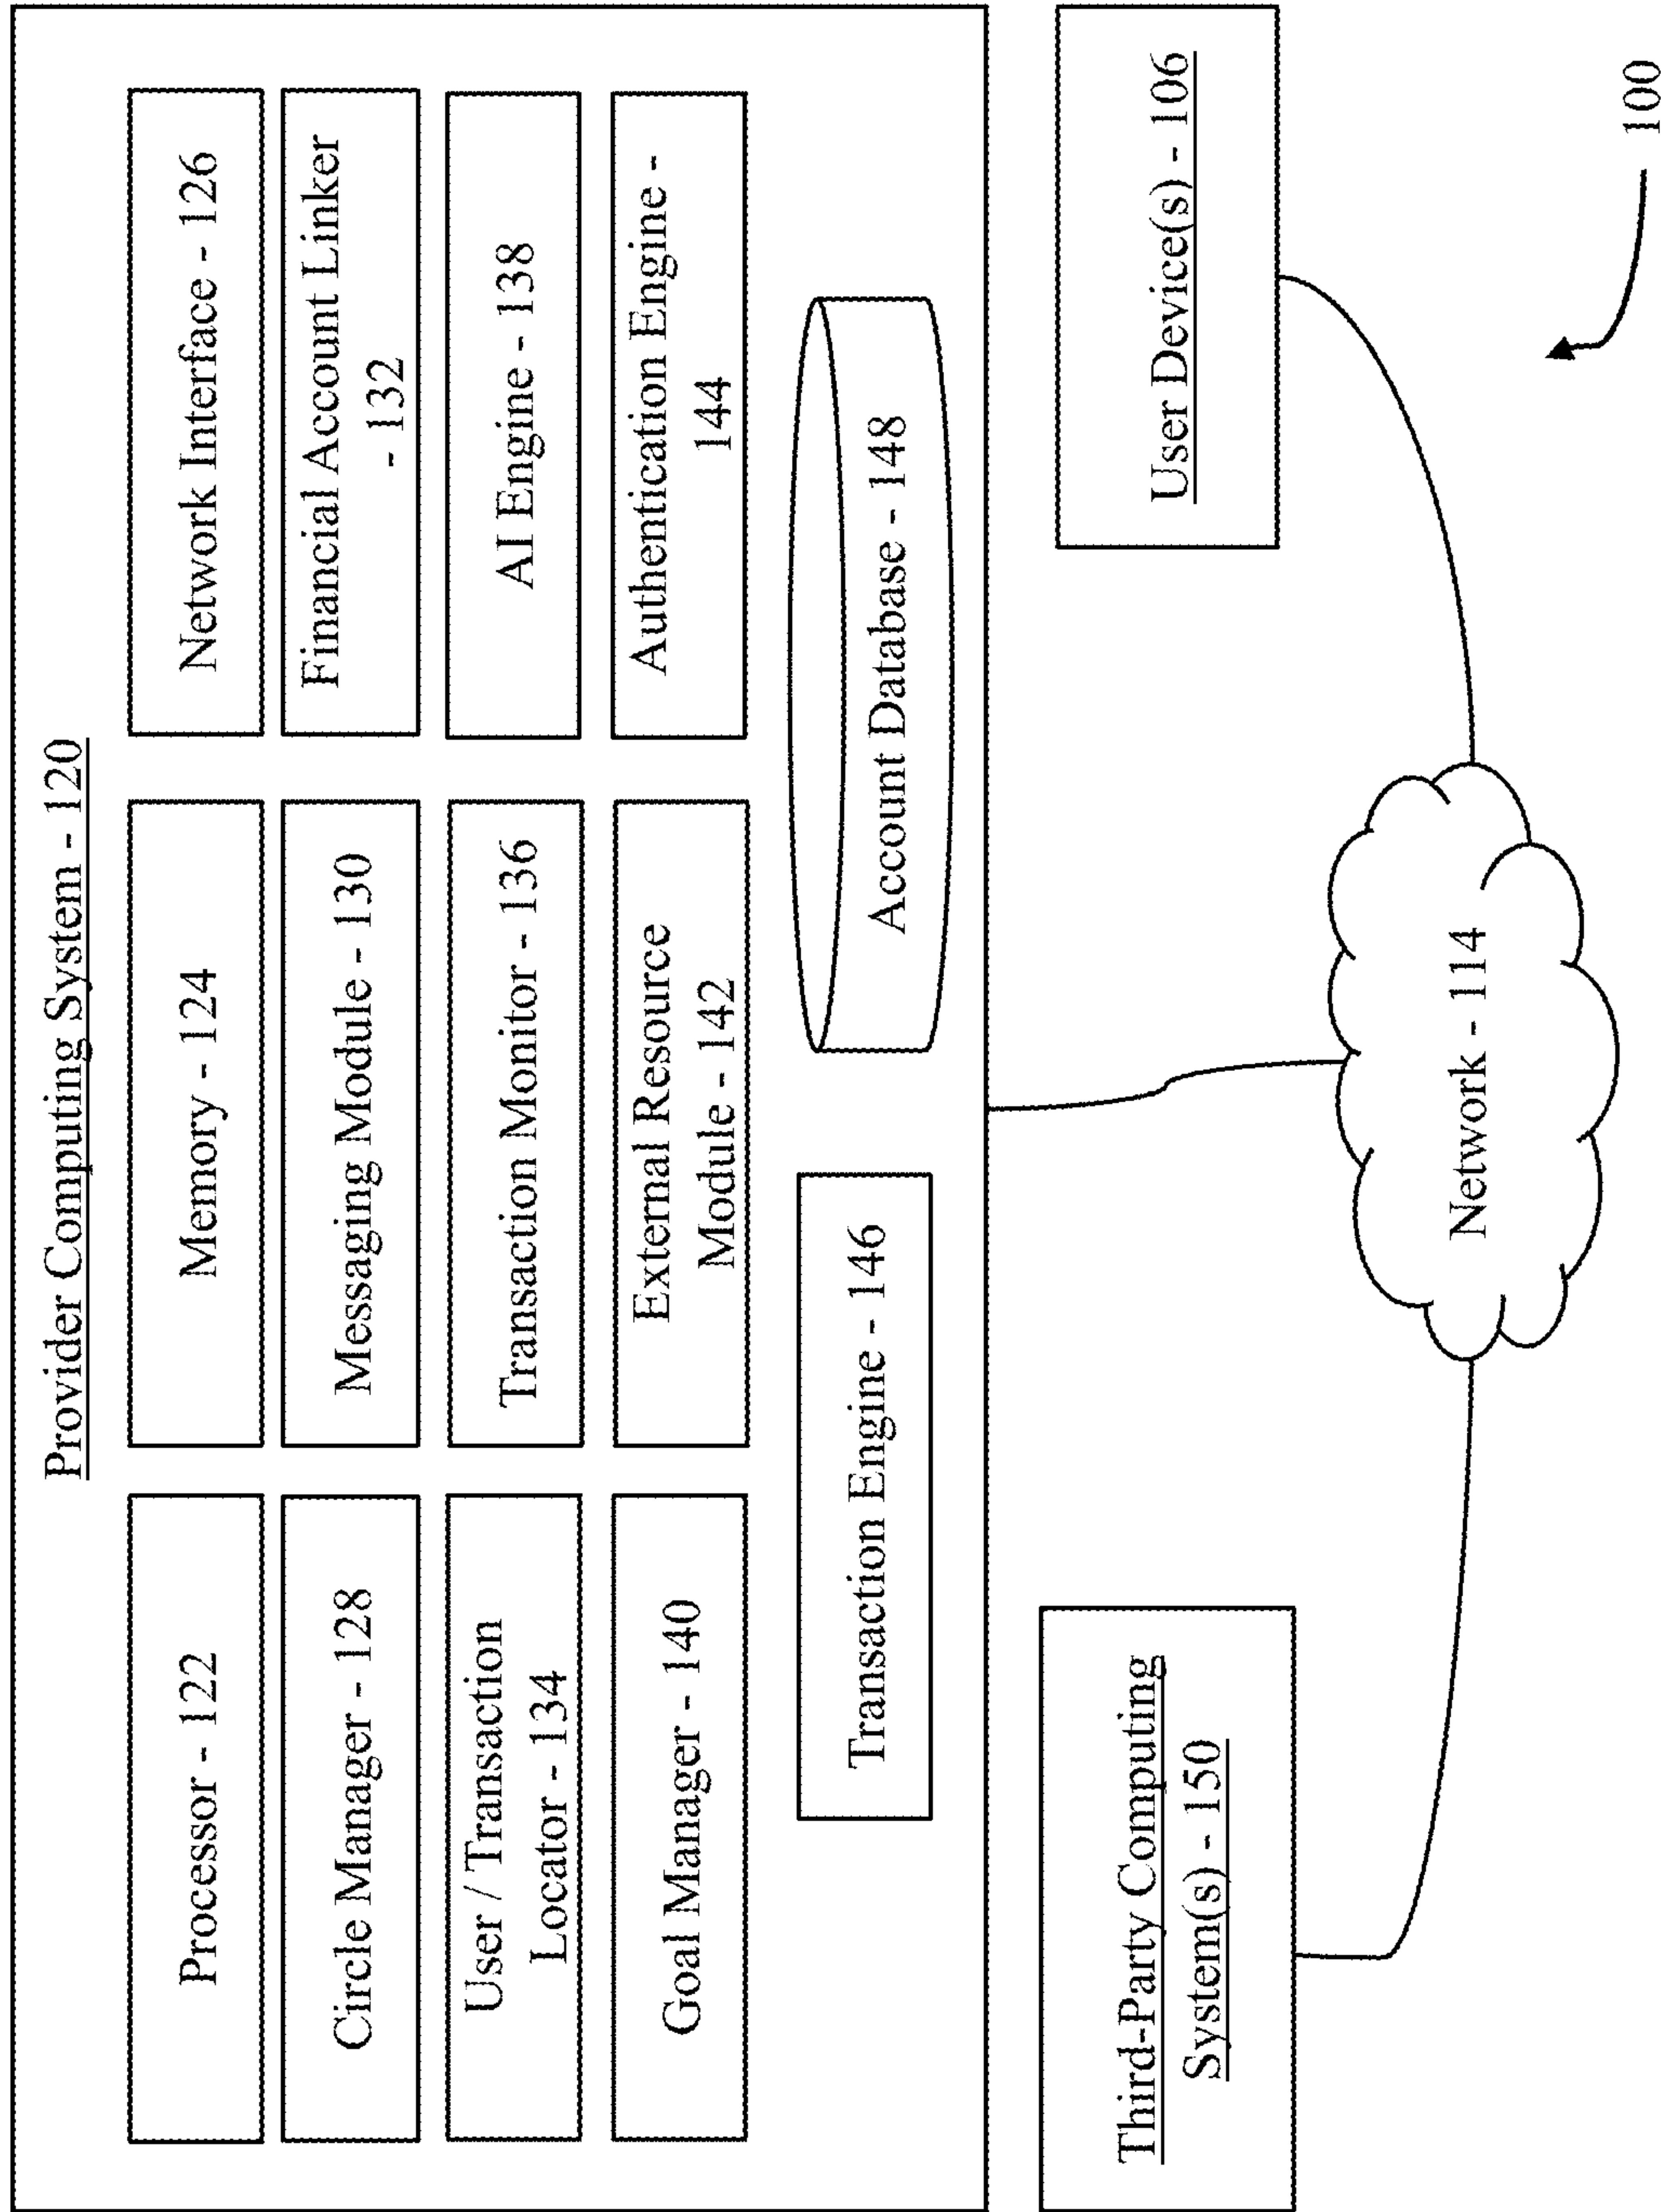 Provider Computing System - 120
Processor - 122
Memory - 124
Network Interface - 126
Circle Manager - 128
Messaging Module - 130
Financial Account Linker
- 132
User / Transaction
Locator - 134
Transaction Monitor - 136
AI Engine - 138
Goal Manager - 140
External Resource
Module - 142
Authentication Engine -
144
Transaction Engine - 146
Account Database - 148
Third-Party Computing
System(s) - 150
User Device(s) - 106
Network - 114
100